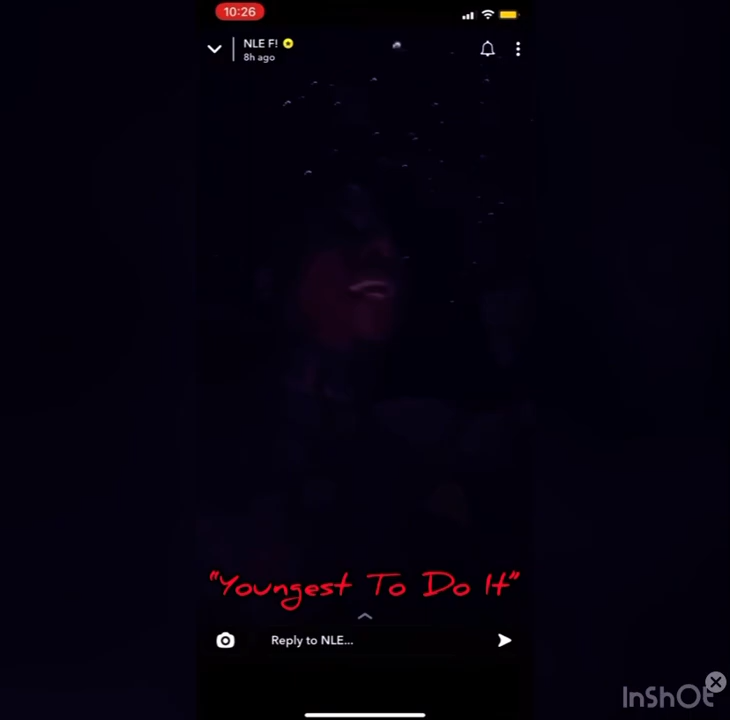 10:26
NLE F!
8h ago
"Youngest To Do It"
Reply to NLE...
InShOt